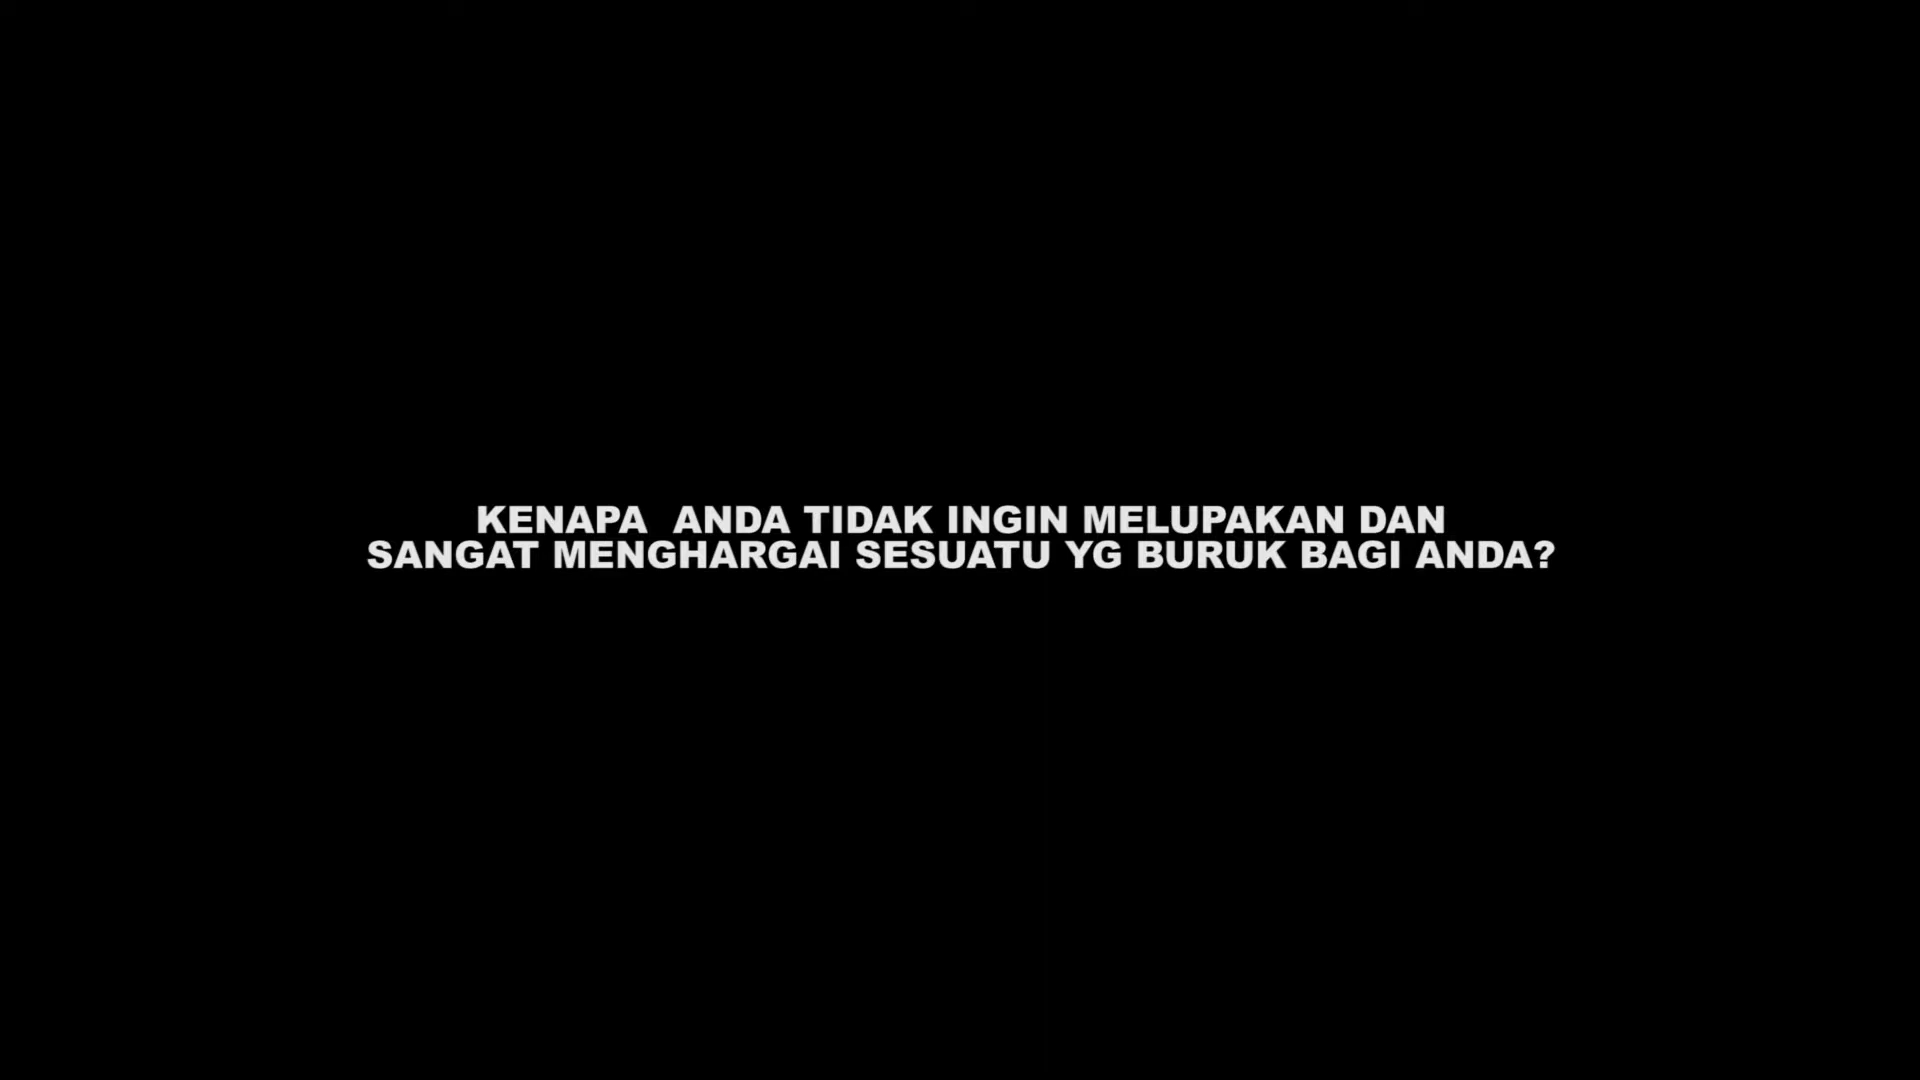 KENAPA  ANDA TIDAK INGIN MELUPAKAN DAN
SANGAT MENGHARGAI SESUATU YG BURUK BAGI ANDA?